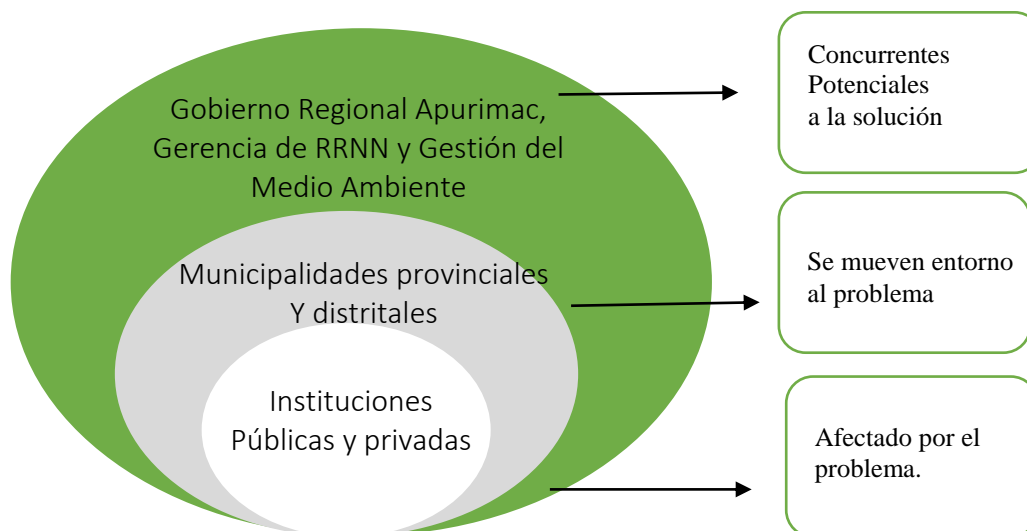 Gobierno Regional Apurimac,
Gerencia de RRNN y Gestión del
Medio Ambiente
Municipalidades provinciales
Y distritales
Instituciones
Públicas y privadas
Concurrentes
Potenciales
a la solución
Se mueven entorno
al problema
Afectado por el
problema.